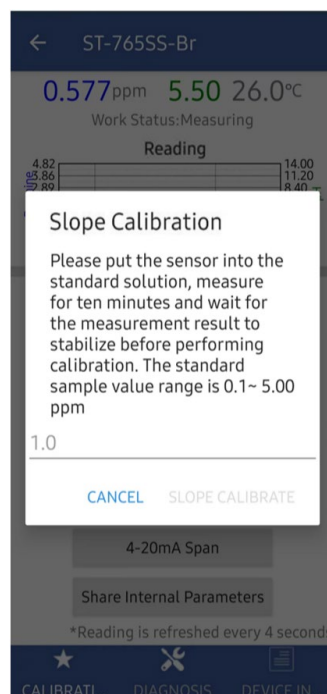 ST-765SS-Br
0.577ppm 5.50 26.0°C
Work Status:Measuring
Reading
4.82 14.00
3.86 11.20
2.89 8.40
Slope Calibration
Please put the sensor into the
standard solution, measure
for ten minutes and wait for
the measurement result to
stabilize before performing
calibration. The standard
sample value range is 0.1~ 5.00
ppm
1.0
CANCEL SLOPE CALIBRATE
4-20mA Span
Share Internal Parameters
*Reading is refreshed every 4 second
CALIBRATI DIAGNOSIS DEVICE IN